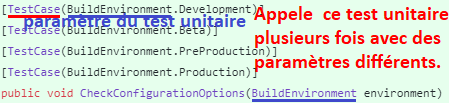 [TestCase(BuildEnvironment.Development)]
paramètre du test unitaire
[TestCase(BuildEnvironment.Beta)]
[TestCase(BuildEnvironment.PreProduction)]
[TestCase(BuildEnvironment.Production)]
public void CheckConfigurationOptions(BuildEnvironment environment)
Appele ce test unitaire
plusieurs fois avec des
paramètres différents.